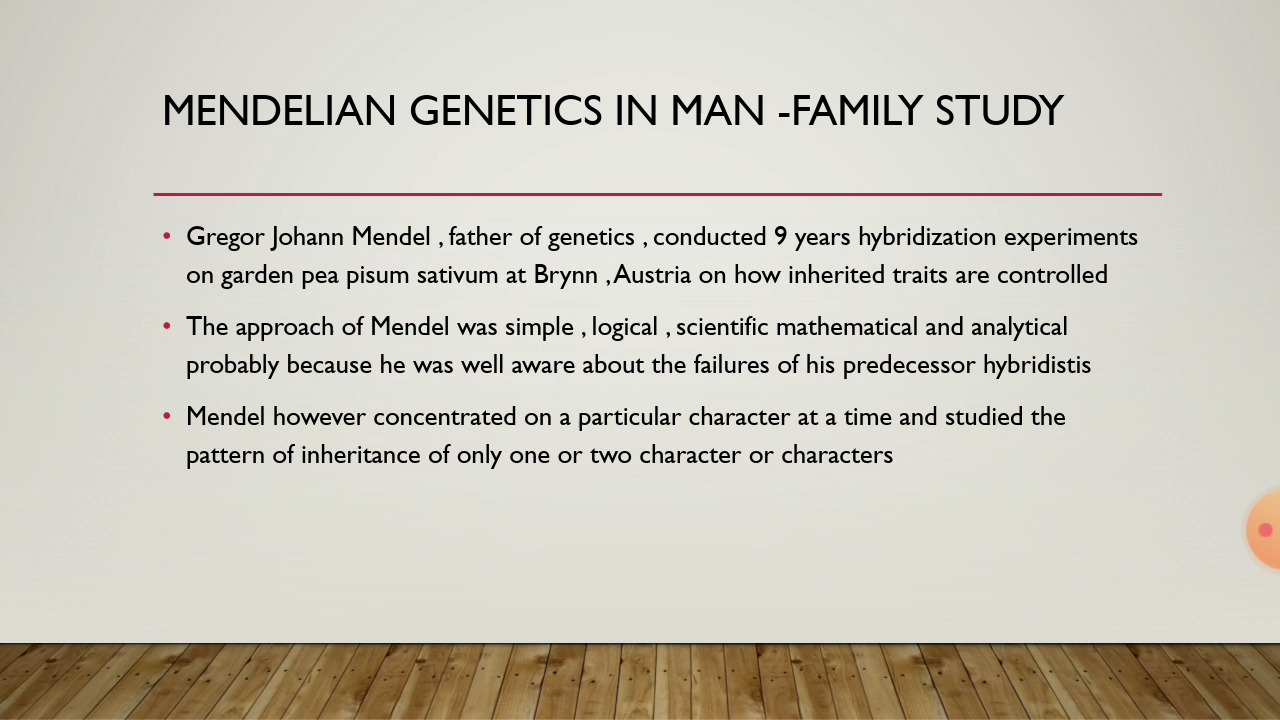 MENDELIAN GENETICS IN MAN -FAMILY STUDY
• Gregor Johann Mendel , father of genetics , conducted 9 years hybridization experiments
on garden pea pisum sativum at Brynn , Austria on how inherited traits are controlled
• The approach of Mendel was simple , logical , scientific mathematical and analytical
probably because he was well aware about the failures of his predecessor hybridistis
• Mendel however concentrated on a particular character at a time and studied the
pattern of inheritance of only one or two character or characters